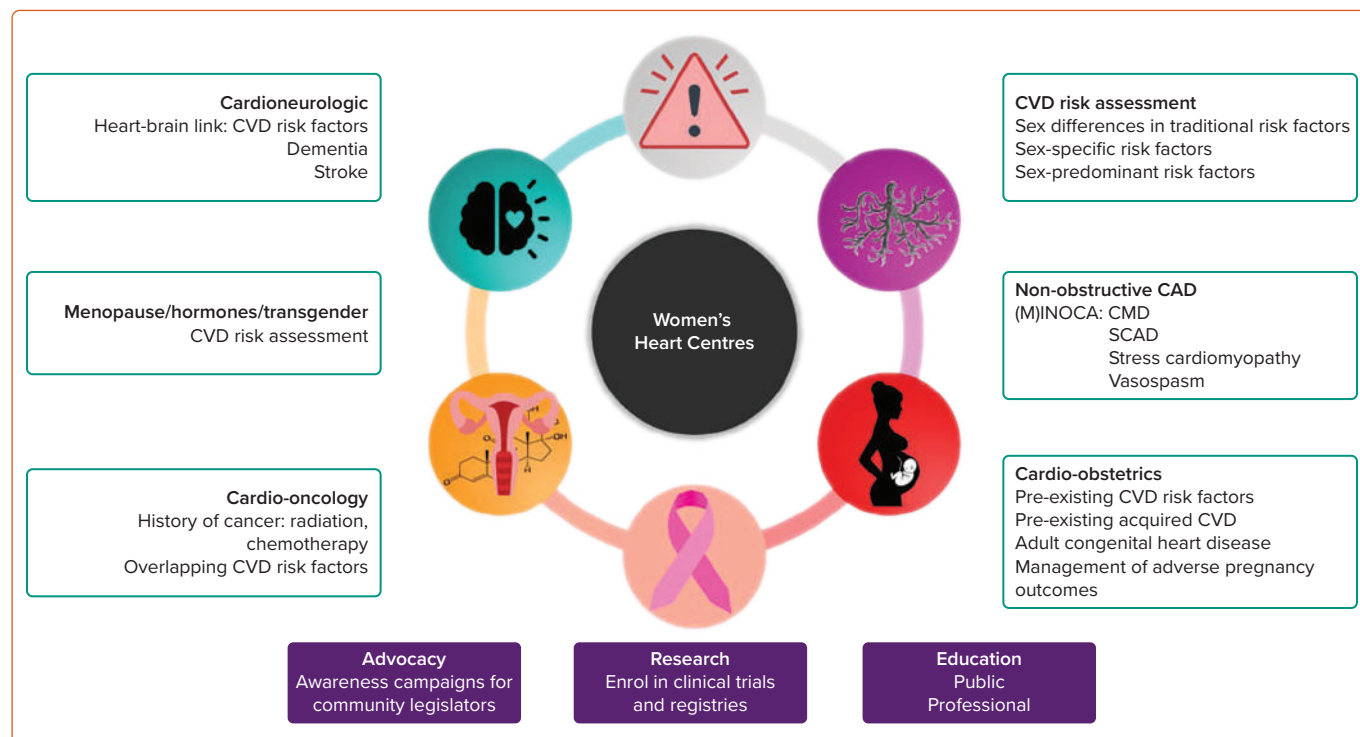 Cardioneurologic
Heart-brain link: CVD risk factors
Dementia
Stroke
Menopause/hormones/transgender
CVD risk assessment
Cardio-oncology
History of cancer: radiation,
chemotherapy
Overlapping CVD risk factors
Women’s
Heart Centres
O
OH
H
O
CVD risk assessment
Sex differences in traditional risk factors
Sex-specific risk factors
Sex-predominant risk factors
Non-obstructive CAD
(M)INOCA: CMD
SCAD
Stress cardiomyopathy
Vasospasm
Cardio-obstetrics
Pre-existing CVD risk factors
Pre-existing acquired CVD
Adult congenital heart disease
Management of adverse pregnancy
outcomes
Advocacy
Awareness campaigns for
community legislators
Research
Enrol in clinical trials
and registries
Education
Public
Professional